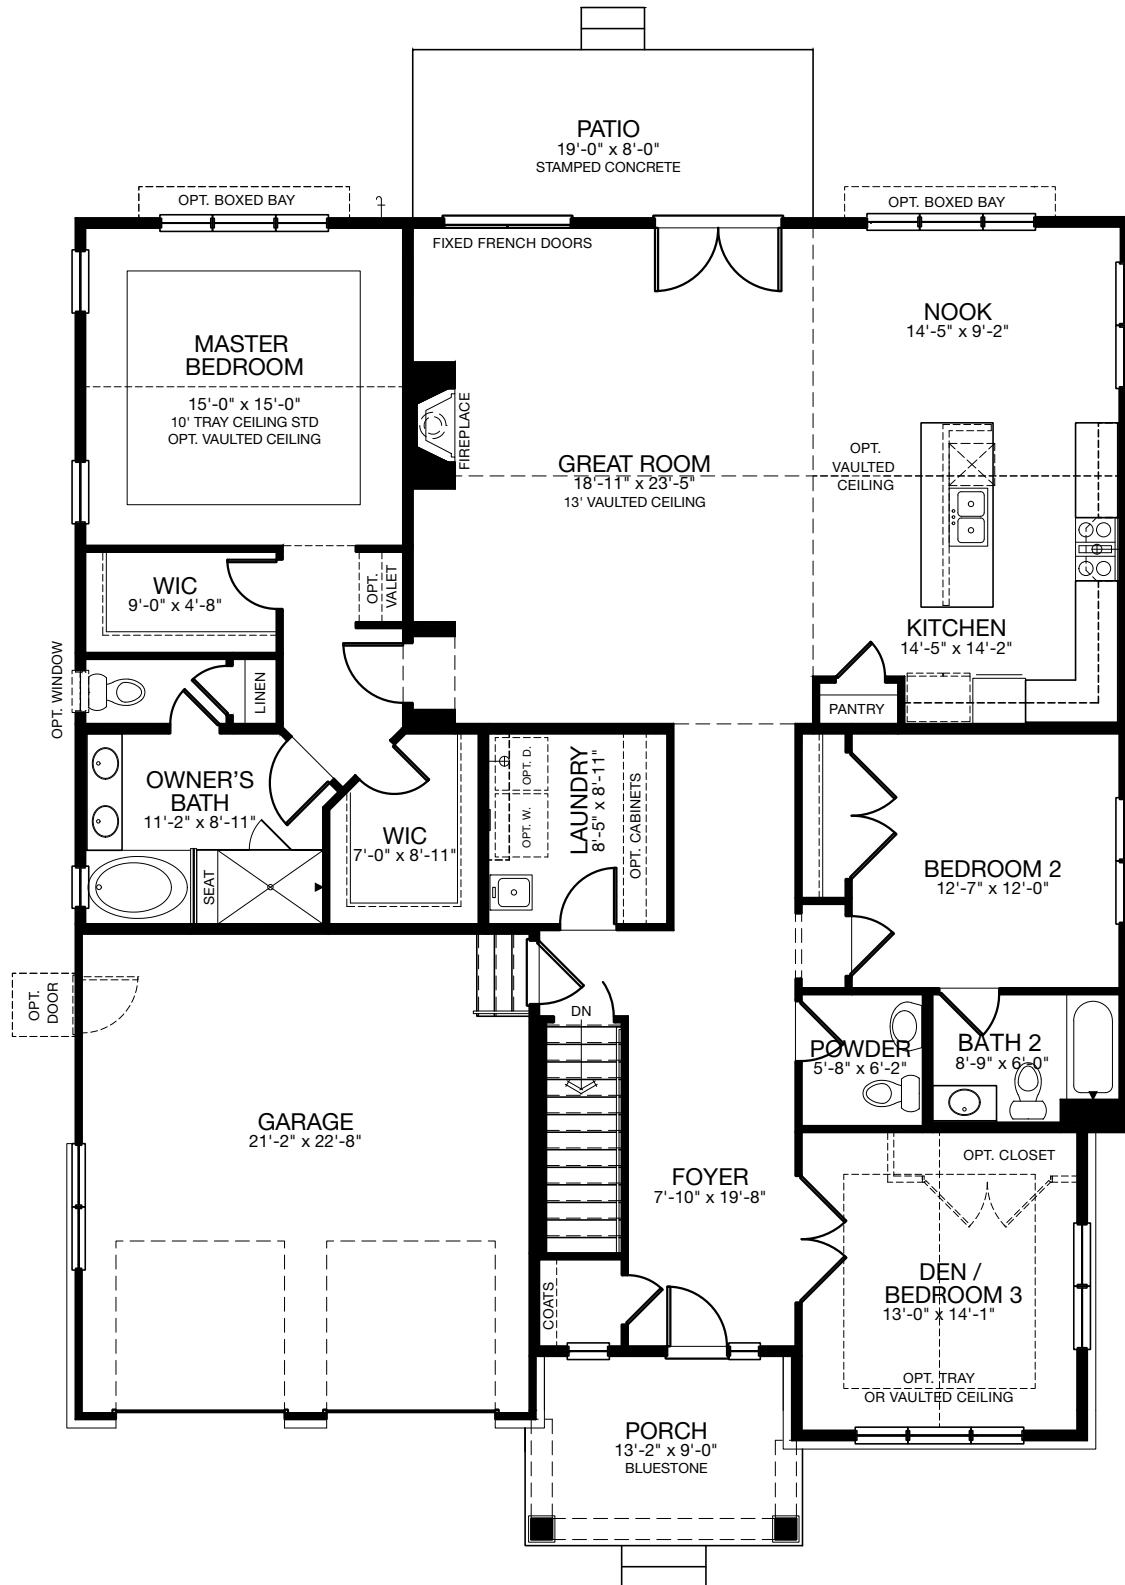 PATIO
19'-0" x 8'-0"
STAMPED CONCRETE
OPT. BOXED BAY
OPT. BOXED BAY
FIXED FRENCH DOORS
NOOK
14'-5" x 9'-2"
MASTER
BEDROOM
15'-0" x 15'-0"
10' TRAY CEILING STD
OPT. VAULTED CEILING
FIREPLACE
GREAT ROOM
18'-11" x 23'-5"
13' VAULTED CEILING
OPT.
VAULTED
CEILING
WIC
9'-0" x 4'-8"
OPT.
VALET
KITCHEN
14'-5" x 14'-2"
OPT. WINDOW
LINEN
PANTRY
OWNER'S
BATH
11'-2" x 8'-11"
WIC
7'-0" x 8'-11"
OPT. D.
OPT. W.
LAUNDRY
8'-5" x 8'-11"
OPT. CABINETS
SEAT
BEDROOM 2
12'-7" x 12'-0"
OPT.
DOOR
DN
POWDER
5'-8" x 6'-2"
BATH 2
8'-9" x 6'-0"
GARAGE
21'-2" x 22'-8"
FOYER
7'-10" x 19'-8"
OPT. CLOSET
DEN /
BEDROOM 3
13'-0" x 14'-1"
COATS
OPT. TRAY
OR VAULTED CEILING
PORCH
13'-2" x 9'-0"
BLUESTONE